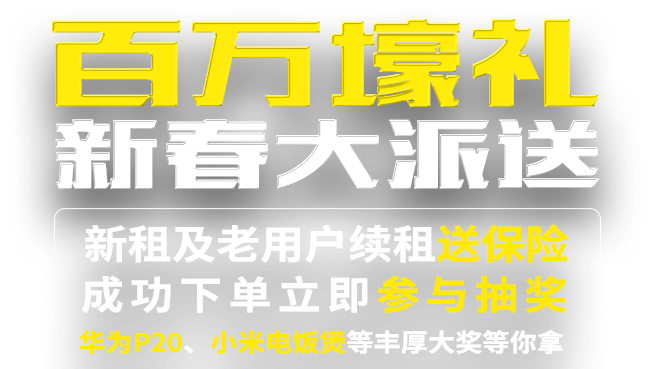 百万壕礼
新春大派送
新租及老用户续租送保险
成功下单立即参与抽奖
华为P20、小米电饭煲等丰厚大奖等你拿